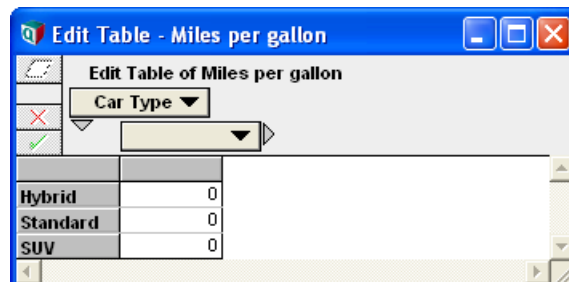 Edit Table - Miles per gallon
Edit Table of Miles per gallon
Car Type
Hybrid 0
Standard 0
SUV 0